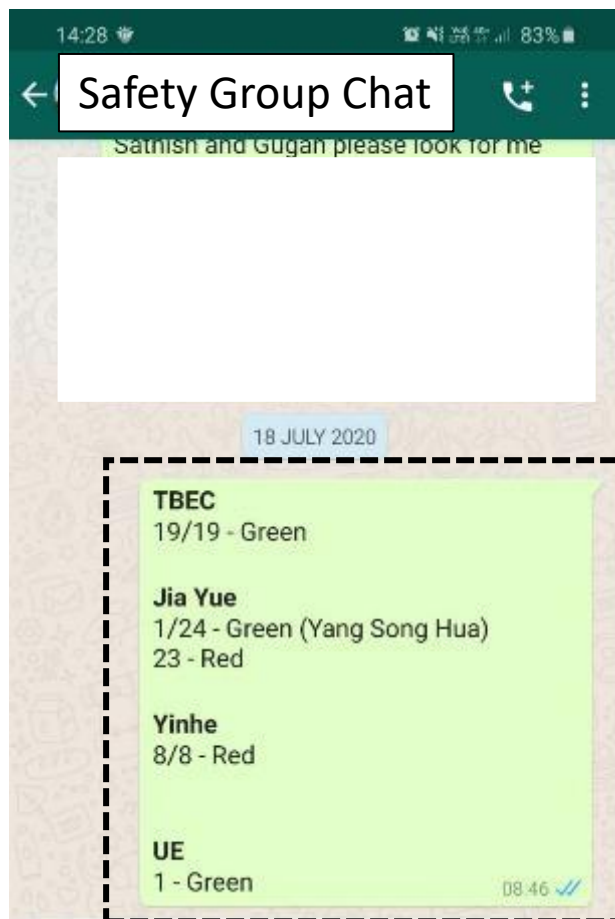 14:28
83%
Safety Group Chat
Sathish and Gugan please look for me
18 JULY 2020
TBEC
19/19 - Green
Jia Yue
1/24 - Green (Yang Song Hua)
23 - Red
Yinhe
8/8 - Red
UE
1 - Green
08:46